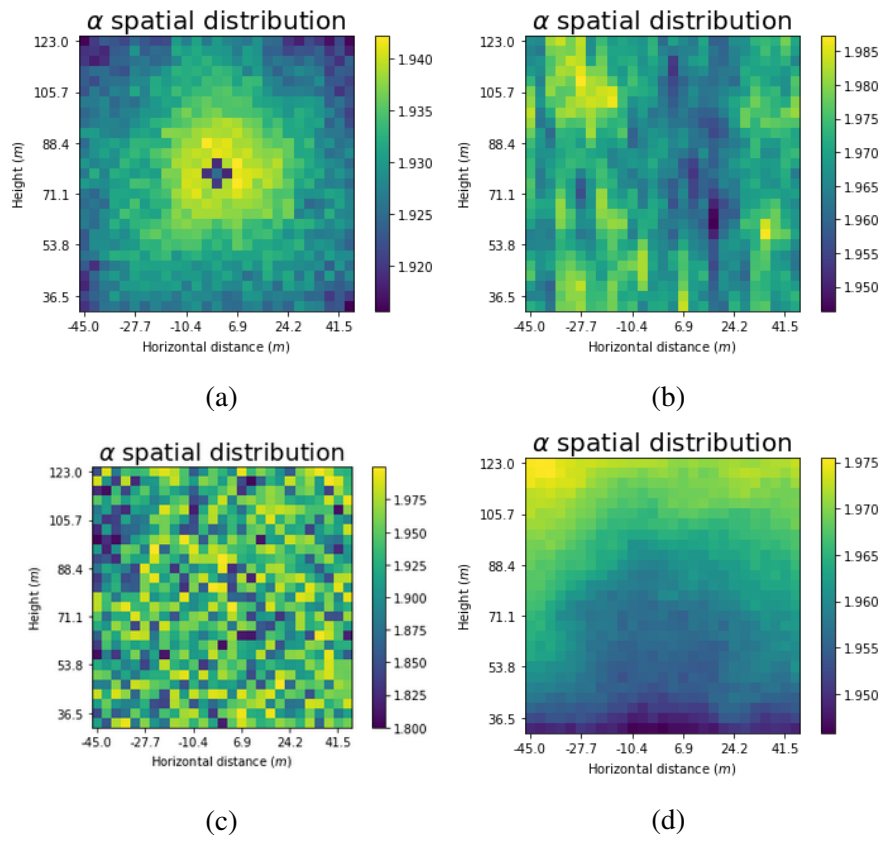 α spatial distribution
123.0
105.7
88.4
71.1
53.8
36.5
Height (m)
-45.0 -27.7 -10.4 6.9 24.2 41.5
Horizontal distance (m)
1.940
1.935
1.930
1.925
1.920
(a)
α spatial distribution
123.0
105.7
88.4
71.1
53.8
36.5
Height (m)
-45.0 -27.7 -10.4 6.9 24.2 41.5
Horizontal distance (m)
1.985
1.980
1.975
1.970
1.965
1.960
1.955
1.950
(b)
α spatial distribution
123.0
105.7
88.4
71.1
53.8
36.5
Height (m)
-45.0 -27.7 -10.4 6.9 24.2 41.5
Horizontal distance (m)
1.975
1.950
1.925
1.900
1.875
1.850
1.825
1.800
(c)
α spatial distribution
123.0
105.7
88.4
71.1
53.8
36.5
Height (m)
-45.0 -27.7 -10.4 6.9 24.2 41.5
Horizontal distance (m)
1.975
1.970
1.965
1.960
1.955
1.950
(d)